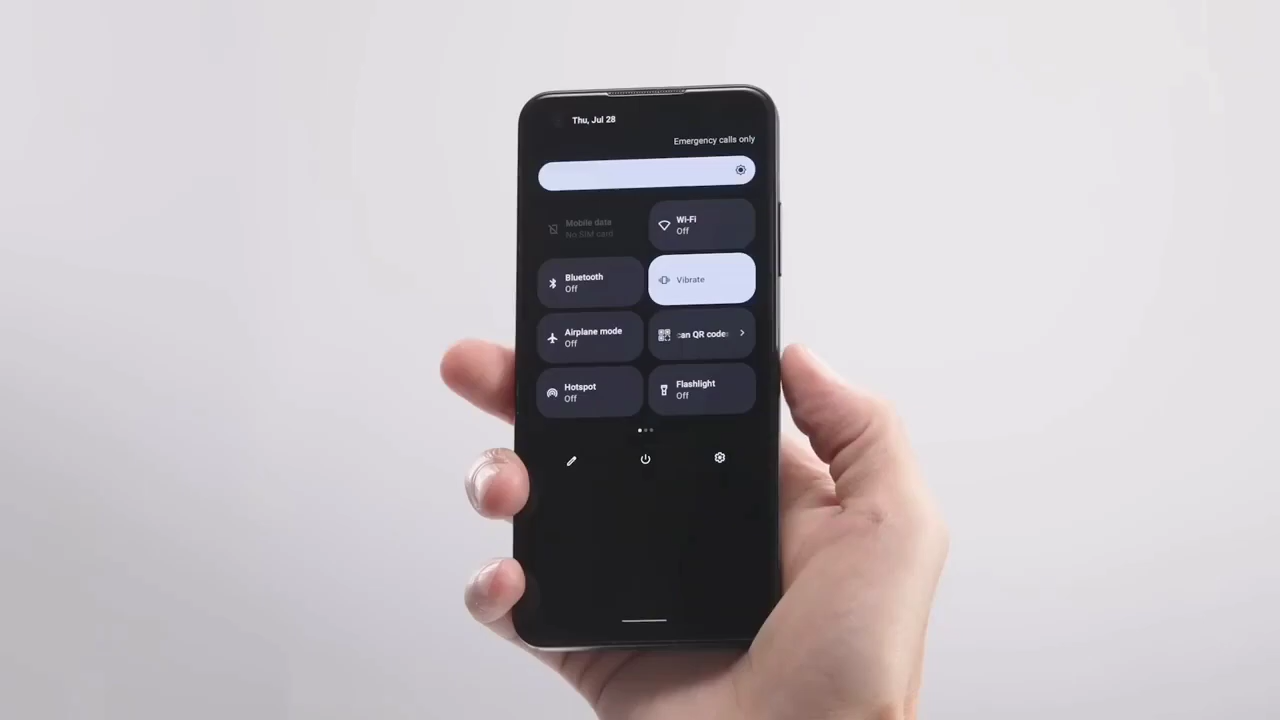 Thu, Jul 28
Emergency calls only
Mobile data
No SIM card
Wi-Fi
Off
Bluetooth
Off
Vibrate
Airplane mode
Off
can QR code
Hotspot
Off
Flashlight
Off